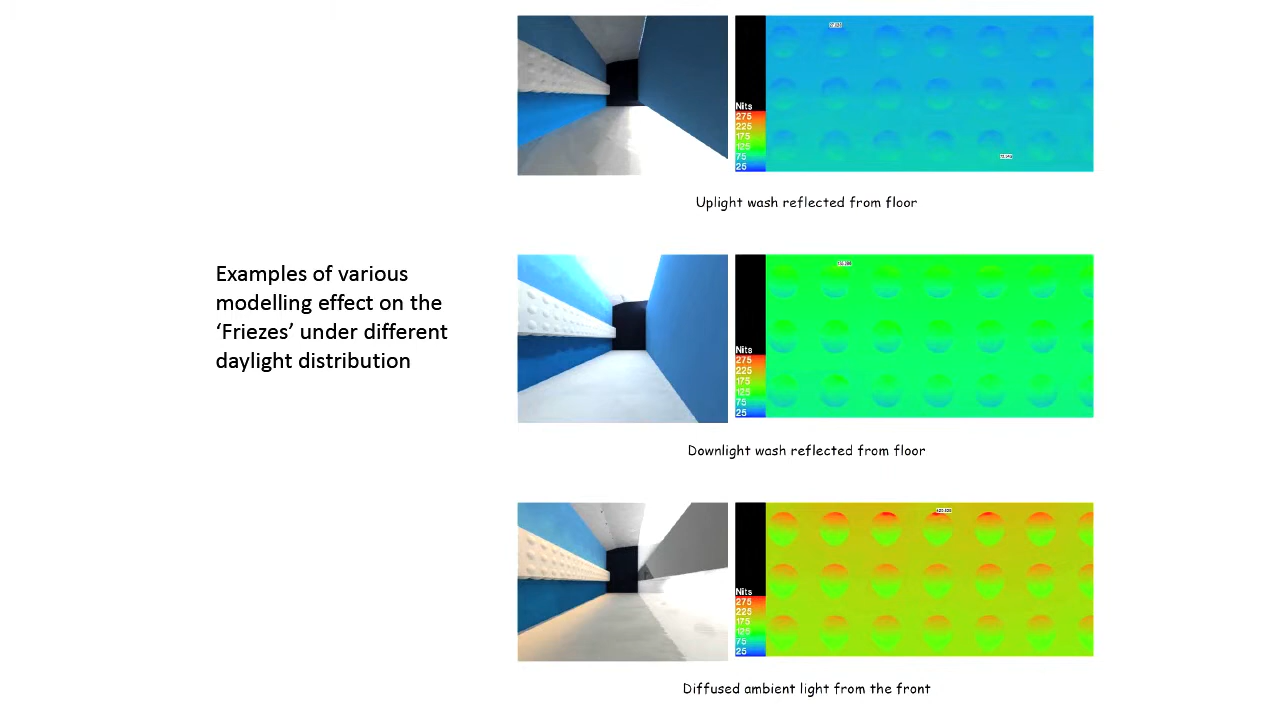 Nits
275
225
175
125
75
25
Uplight wash reflected from floor
Examples of various
modelling effect on the
‘Friezes’ under different
daylight distribution
Nits
275
225
175
125
75
25
Downlight wash reflected from floor
Nits
275
225
175
125
75
25
Diffused ambient light from the front